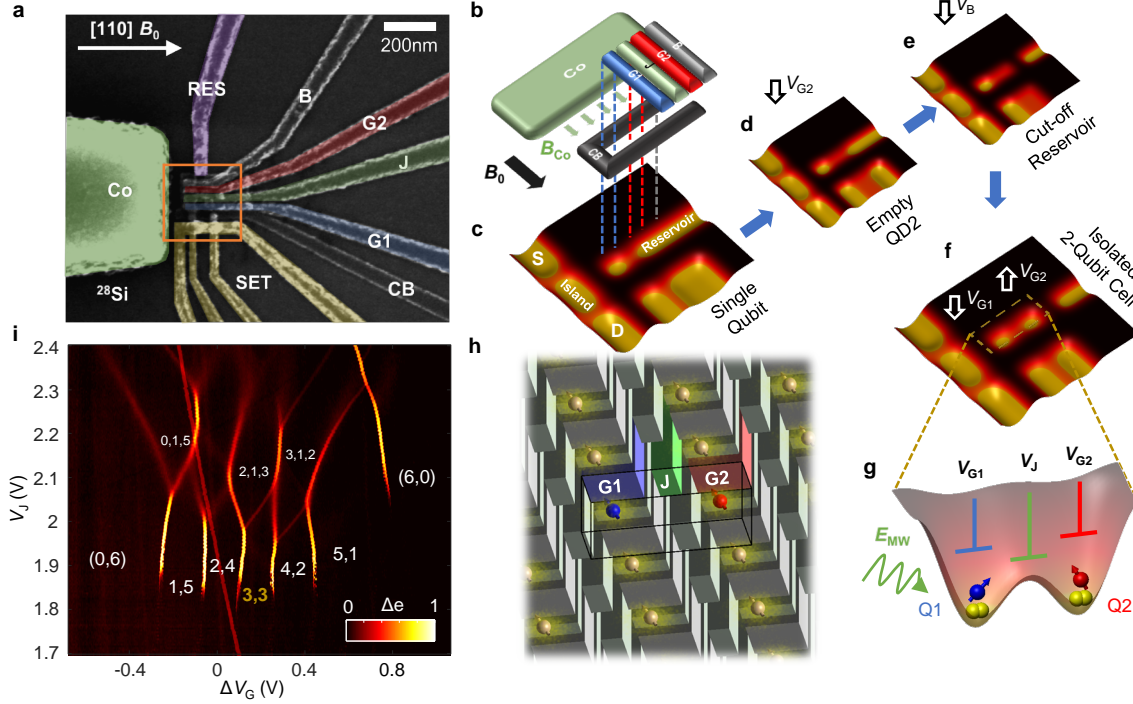 a
[110] B0
200nm
RES
B
G2
J
G1
CB
Co
SET
28Si
b
Co
G1
J
G2
B
BCo
CB
B0
c
S
Island
D
Reservoir
Single
Qubit
d
VG2
Empty
QD2
e
VB
Cut-off
Reservoir
f
VG1
VG2
Isolated
2-Qubit Cell
g
VG1
VJ
VG2
EMW
Q1
Q2
h
G1
J
G2
i
VJ (V)
2.4
2.3
2.2
2.1
2
1.9
1.8
1.7
0,1,5
2,1,3
3,1,2
(6,0)
(0,6)
1,5
2,4
3,3
4,2
5,1
0 Δe 1
-0.4
0
0.4
0.8
ΔVG (V)